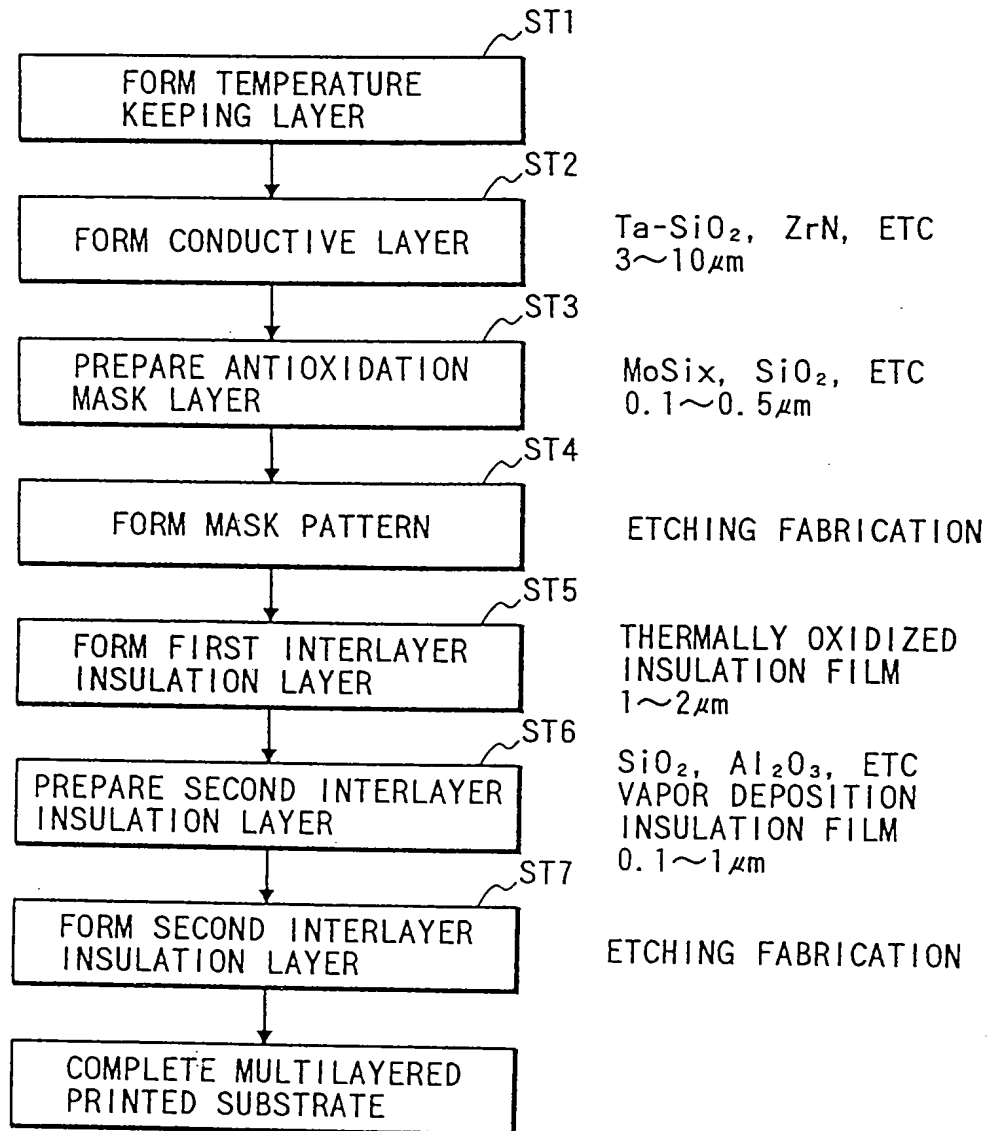 ST1
FORM TEMPERATURE
KEEPING LAYER
ST2
FORM CONDUCTIVE LAYER
Ta-SiO₂, ZrN, ETC
3～10μm
ST3
PREPARE ANTIOXIDATION
MASK LAYER
MoSix, SiO₂, ETC
0.1～0.5μm
ST4
FORM MASK PATTERN
ETCHING FABRICATION
ST5
FORM FIRST INTERLAYER
INSULATION LAYER
THERMALLY OXIDIZED
INSULATION FILM
1～2μm
ST6
PREPARE SECOND INTERLAYER
INSULATION LAYER
SiO₂, Al₂O₃, ETC
VAPOR DEPOSITION
INSULATION FILM
0.1～1μm
ST7
FORM SECOND INTERLAYER
INSULATION LAYER
ETCHING FABRICATION
COMPLETE MULTILAYERED
PRINTED SUBSTRATE